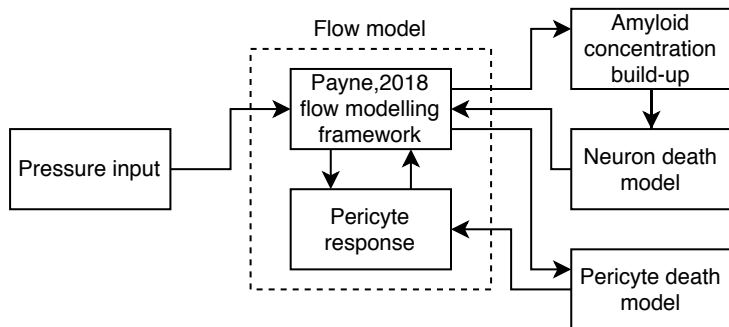 Flow model
Amyloid
concentration
build-up
Payne,2018
flow modelling
framework
Pressure input
Neuron death
model
Pericyte
response
Pericyte death
model